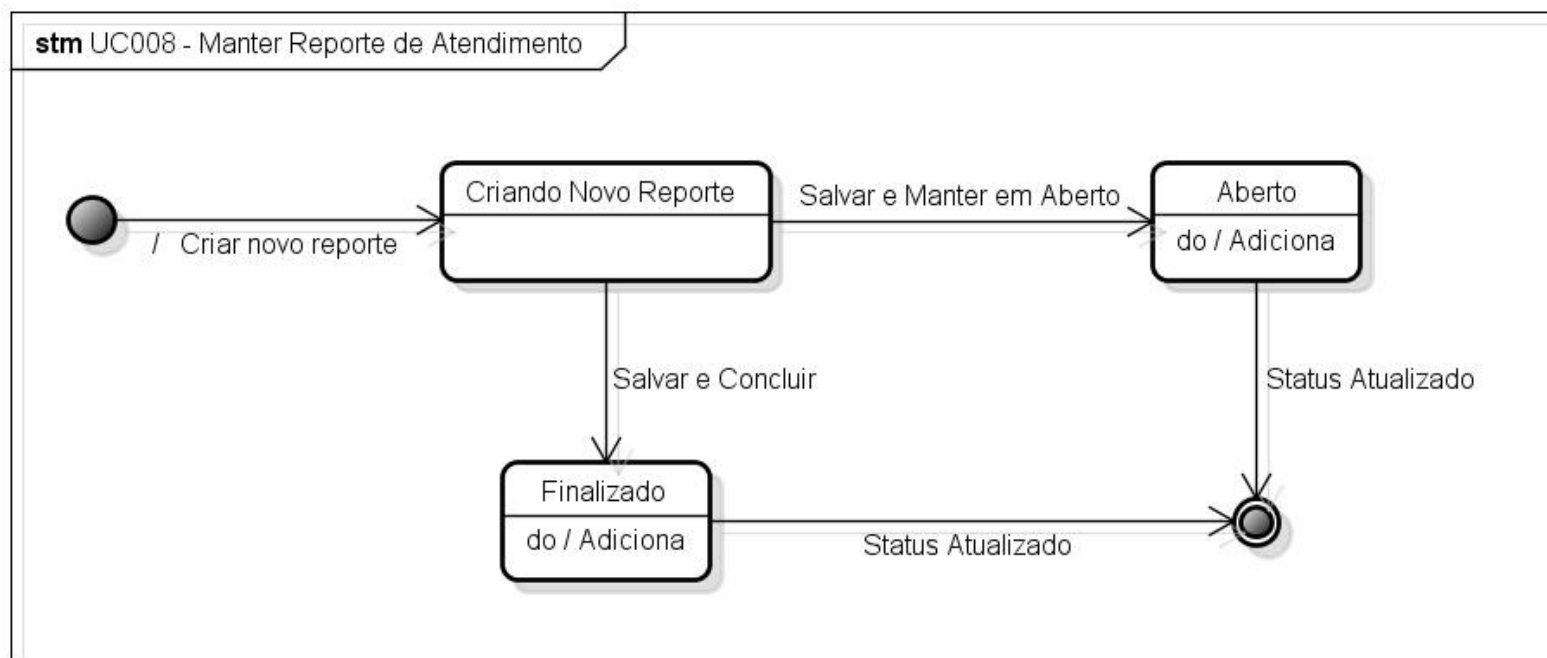 stm UC008 - Manter Reporte de Atendimento
Criando Novo Reporte
Salvar e Manter em Aberto
Aberto
do / Adiciona
/ Criar novo reporte
Salvar e Concluir
Status Atualizado
Finalizado
do / Adiciona
Status Atualizado